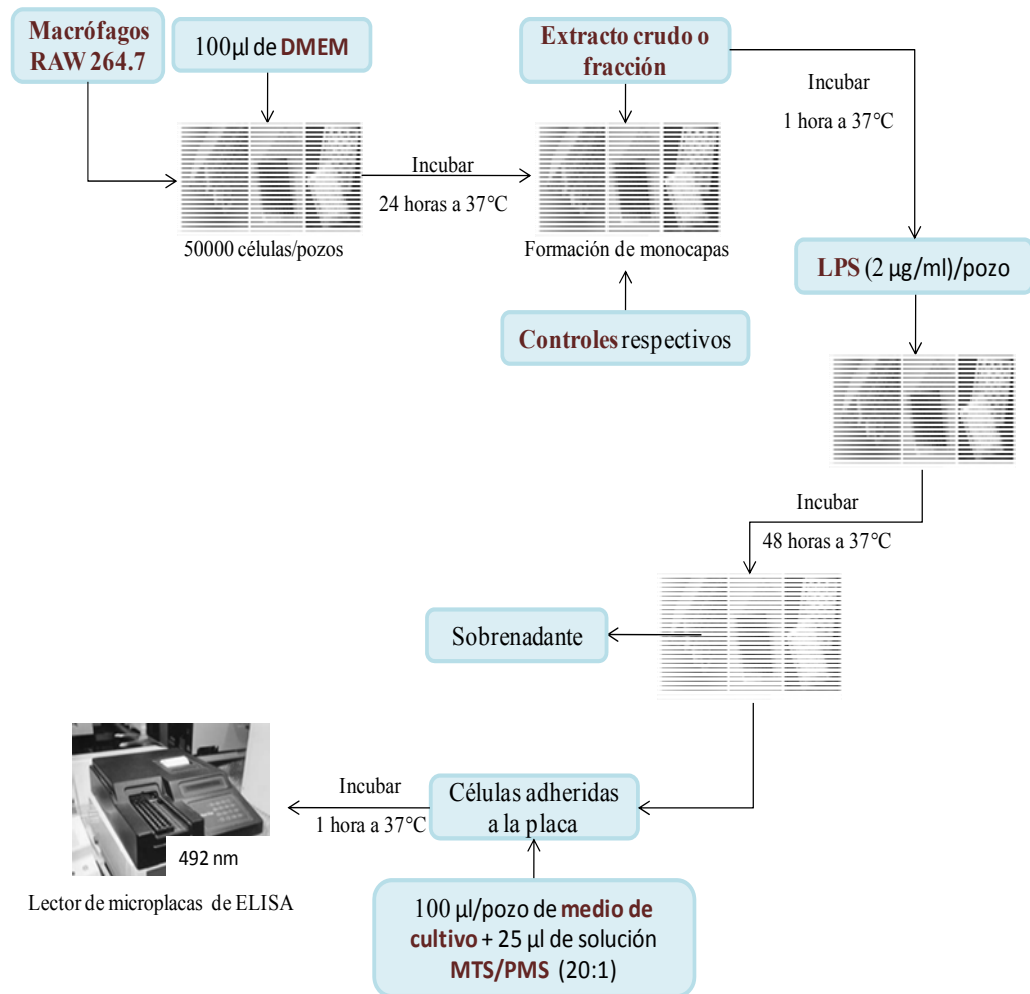 Macrófagos
RAW 264.7
100µl de DMEM
50000 células/pozos
Incubar
24 horas a 37°C
Extracto crudo o
fracción
Formación de monocapas
Controles respectivos
Incubar
1 hora a 37°C
LPS (2 µg/ml)/pozo
Incubar
48 horas a 37°C
Sobrenadante
Células adheridas
a la placa
100 µl/pozo de medio de
cultivo + 25 µl de solución
MTS/PMS (20:1)
Incubar
1 hora a 37°C
492 nm
Lector de microplacas de ELISA